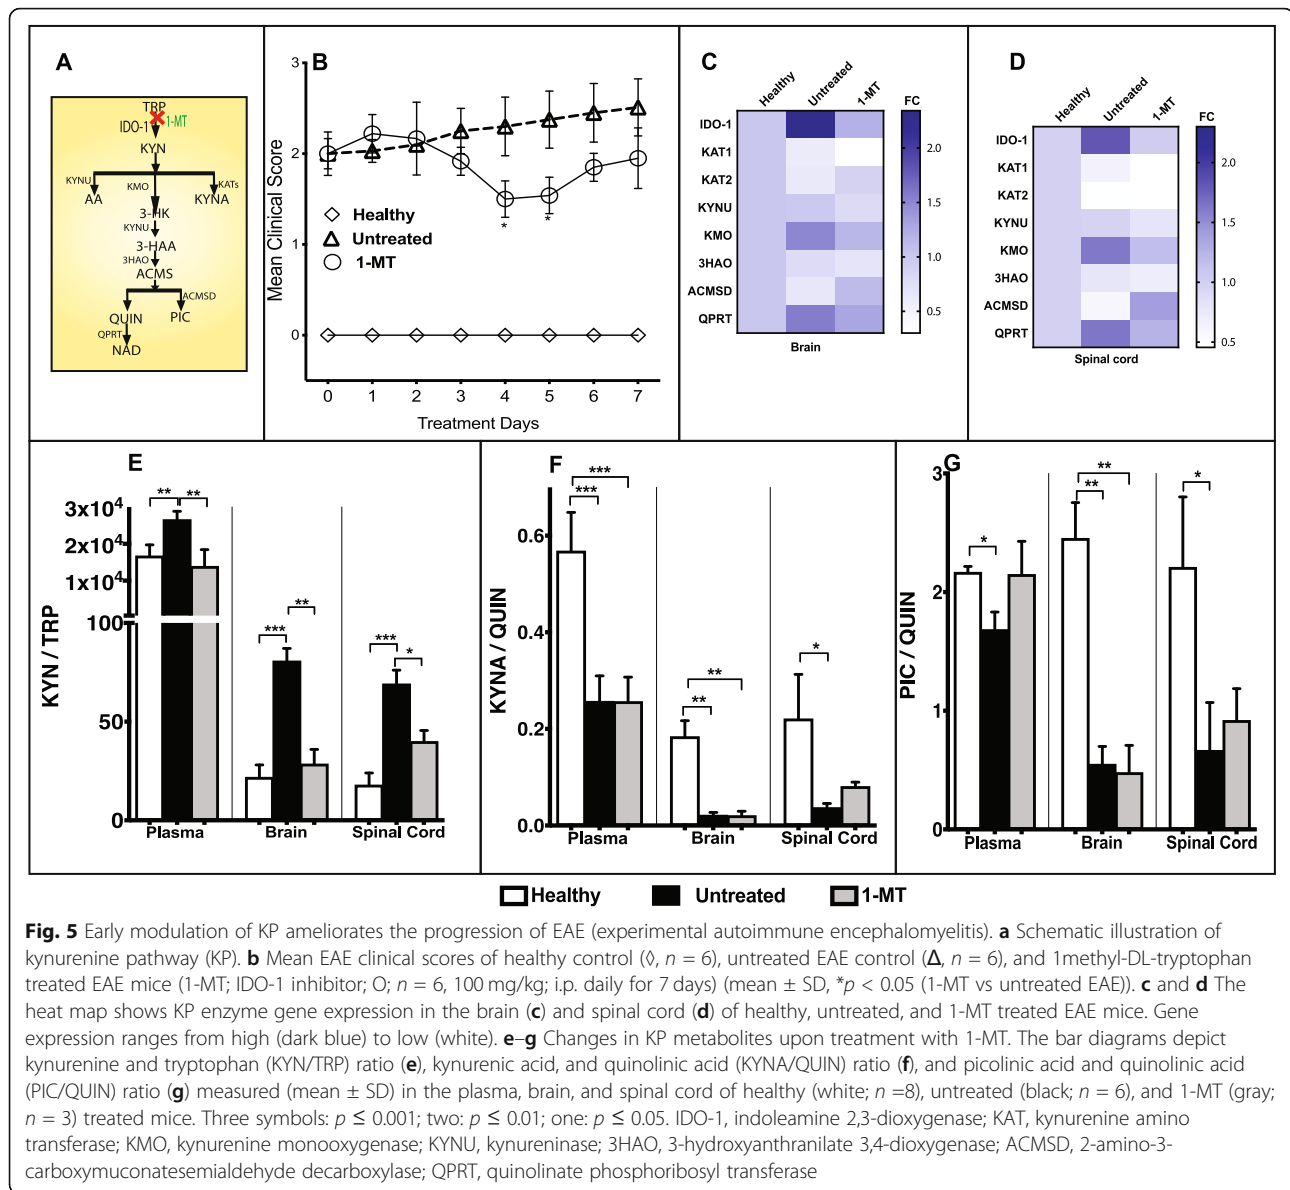 A
TRP
IDO-1
1-MT
KYN
KYNU
KMO
KATs
AA
3-HK
KYNA
KYNU
3-HAA
3HAO
ACMS
ACMSD
QUIN
PIC
QPRT
NAD
B
Mean Clinical Score
3
2
1
0
Healthy
Untreated
1-MT
* *
0 1 2 3 4 5 6 7
Treatment Days
C
Healthy Untreated 1-MT FC
IDO-1
KAT1
KAT2
KYNU
KMO
3HAO
ACMSD
QPRT
2.0
1.5
1.0
0.5
Brain
D
Healthy Untreated 1-MT FC
IDO-1
KAT1
KAT2
KYNU
KMO
3HAO
ACMSD
QPRT
2.0
1.5
1.0
0.5
Spinal cord
E
KYN / TRP
3x10⁴
2x10⁴
1x10⁴
100
50
0
** **
*** **
*** *
Plasma Brain Spinal Cord
F
KYNA / QUIN
0.6
0.4
0.2
0.0
***
***
**
**
*
Plasma Brain Spinal Cord
G
PIC / QUIN
3
2
1
0
*
**
**
*
Plasma Brain Spinal Cord
Healthy Untreated 1-MT
Fig. 5 Early modulation of KP ameliorates the progression of EAE (experimental autoimmune encephalomyelitis). a Schematic illustration of
kynurenine pathway (KP). b Mean EAE clinical scores of healthy control (◊, n = 6), untreated EAE control (Δ, n = 6), and 1methyl-DL-tryptophan
treated EAE mice (1-MT; IDO-1 inhibitor; O; n = 6, 100 mg/kg; i.p. daily for 7 days) (mean ± SD, *p < 0.05 (1-MT vs untreated EAE)). c and d The
heat map shows KP enzyme gene expression in the brain (c) and spinal cord (d) of healthy, untreated, and 1-MT treated EAE mice. Gene
expression ranges from high (dark blue) to low (white). e–g Changes in KP metabolites upon treatment with 1-MT. The bar diagrams depict
kynurenine and tryptophan (KYN/TRP) ratio (e), kynurenic acid, and quinolinic acid (KYNA/QUIN) ratio (f), and picolinic acid and quinolinic acid
(PIC/QUIN) ratio (g) measured (mean ± SD) in the plasma, brain, and spinal cord of healthy (white; n =8), untreated (black; n = 6), and 1-MT (gray;
n = 3) treated mice. Three symbols: p ≤ 0.001; two: p ≤ 0.01; one: p ≤ 0.05. IDO-1, indoleamine 2,3-dioxygenase; KAT, kynurenine amino
transferase; KMO, kynurenine monooxygenase; KYNU, kynureninase; 3HAO, 3-hydroxyanthranilate 3,4-dioxygenase; ACMSD, 2-amino-3-
carboxymuconatesemialdehyde decarboxylase; QPRT, quinolinate phosphoribosyl transferase